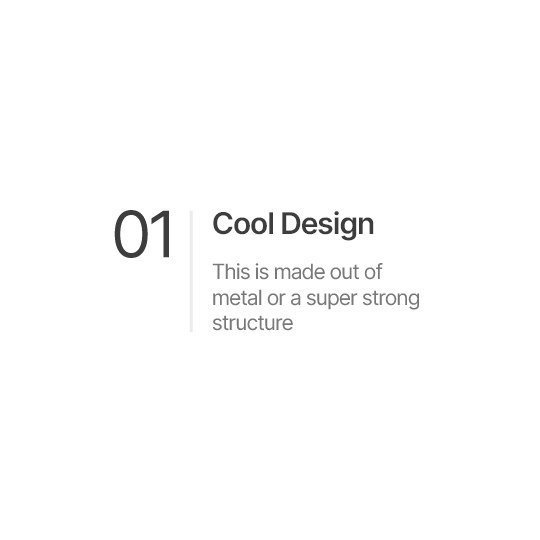 01
Cool Design
This is made out of
metal or a super strong
structure